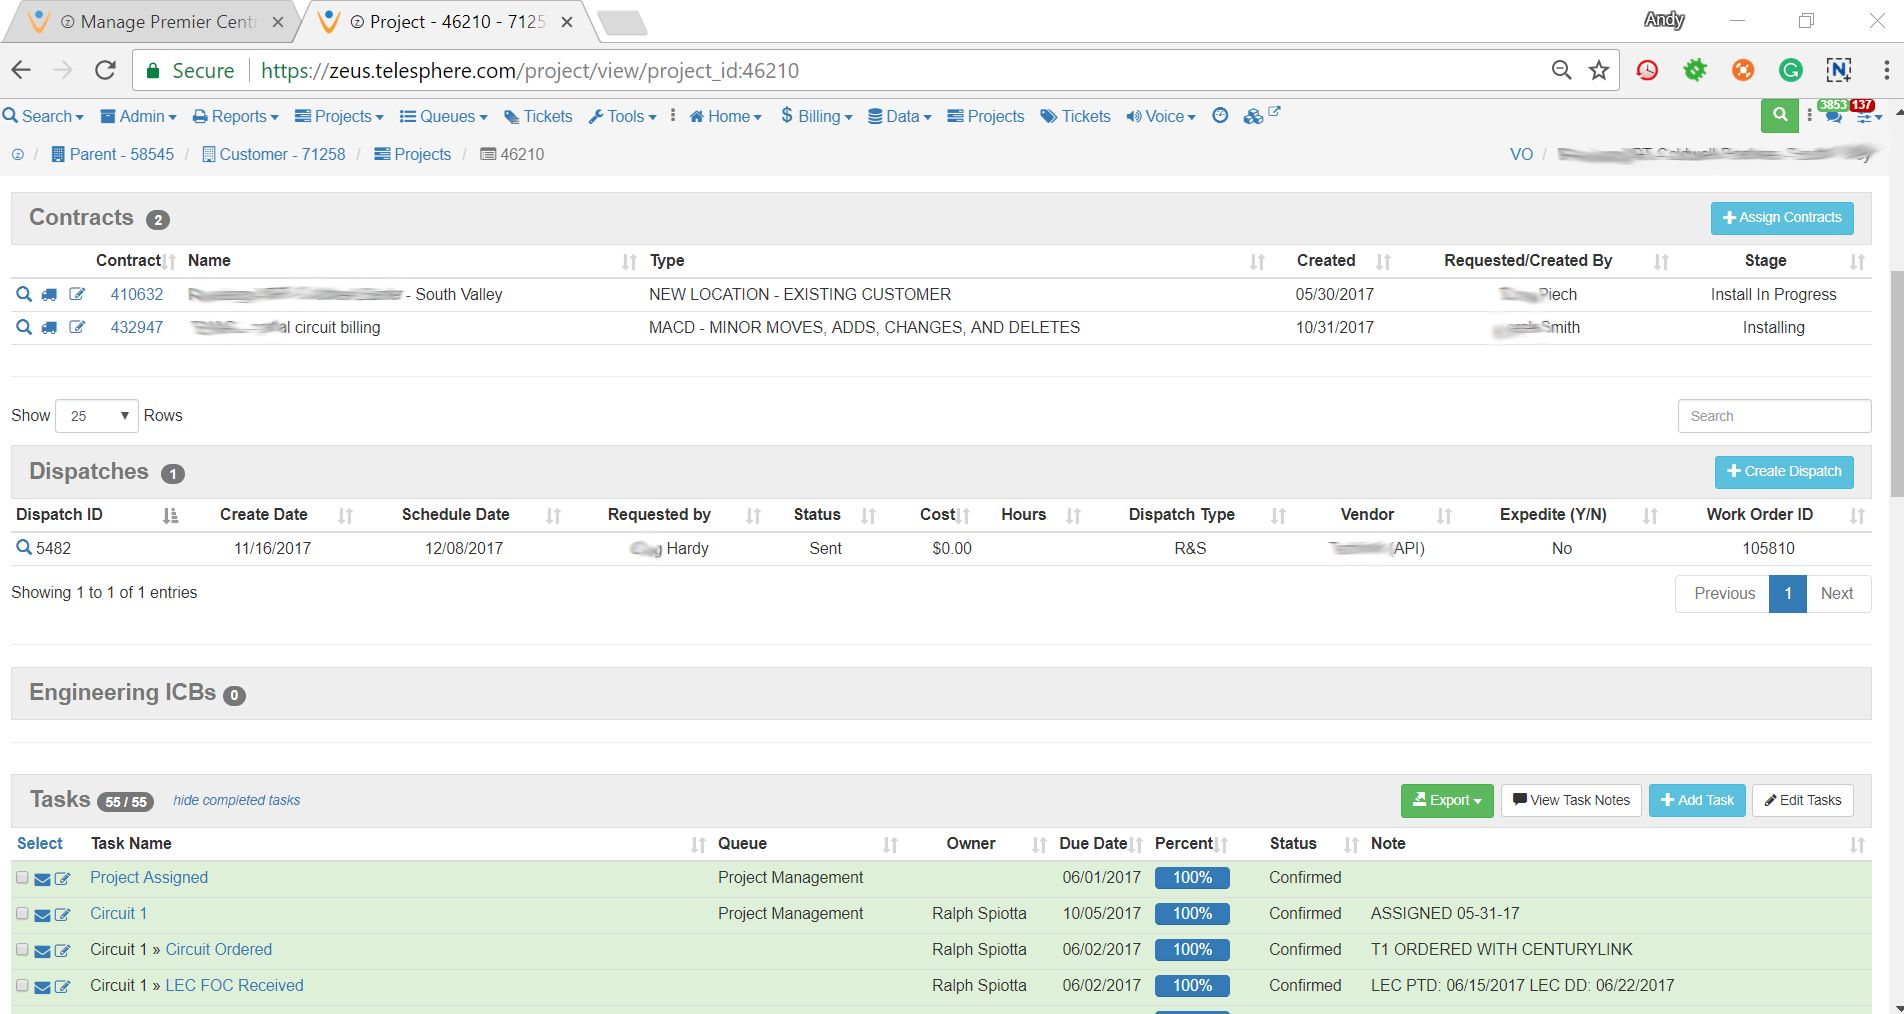 Manage Premier Cent
Project - 46210 - 7125
Andy
Secure
https://zeus.telesphere.com/project/view/project_id:46210
Search Admin Reports Projects Queues Tickets Tools Home Billing Data Projects Tickets Voice 3853 137
/ Parent - 58545 / Customer - 71258 / Projects / 46210 VO /
Contracts 2 Assign Contracts
Contract Name Type Created Requested/Created By Stage
410632 - South Valley NEW LOCATION - EXISTING CUSTOMER 05/30/2017 Piech Install In Progress
432947 al circuit billing MACD - MINOR MOVES, ADDS, CHANGES, AND DELETES 10/31/2017 Smith Installing
Show 25 Rows Search
Dispatches 1 Create Dispatch
Dispatch ID Create Date Schedule Date Requested by Status Cost Hours Dispatch Type Vendor Expedite (Y/N) Work Order ID
5482 11/16/2017 12/08/2017 Hardy Sent $0.00 R&S (API) No 105810
Showing 1 to 1 of 1 entries Previous 1 Next
Engineering ICBs 0
Tasks 55 / 55 hide completed tasks Export View Task Notes Add Task Edit Tasks
Select Task Name Queue Owner Due Date Percent Status Note
Project Assigned Project Management 06/01/2017 100% Confirmed
Circuit 1 Project Management Ralph Spiotta 10/05/2017 100% Confirmed ASSIGNED 05-31-17
Circuit 1 » Circuit Ordered Ralph Spiotta 06/02/2017 100% Confirmed T1 ORDERED WITH CENTURYLINK
Circuit 1 » LEC FOC Received Ralph Spiotta 06/02/2017 100% Confirmed LEC PTD: 06/15/2017 LEC DD: 06/22/2017